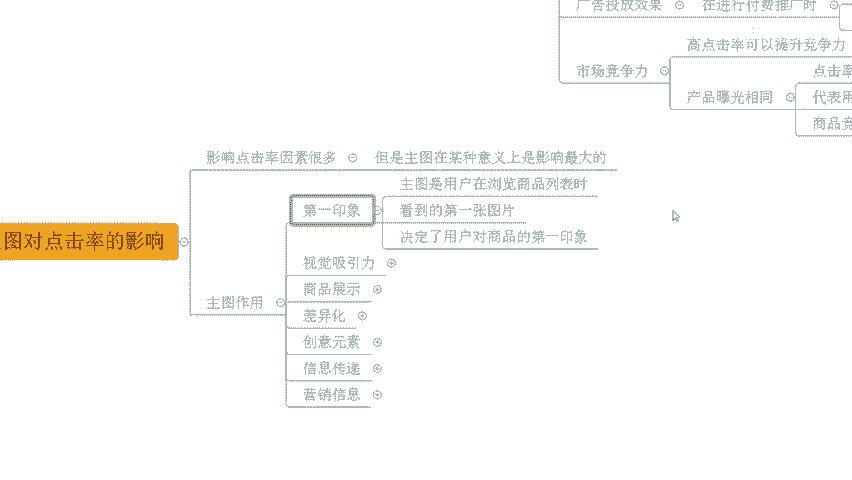 广告投放效果 在进行付费推广时
高点击率可以提升竞争力
市场竞争力
点击率
产品曝光相同 代表用
商品竞
影响点击率因素很多 但是主图在某种意义上是影响最大的
主图是用户在浏览商品列表时
第一印象 看到的第一张图片
决定了用户对商品的第一印象
图对点击率的影响
视觉吸引力
商品展示
主图作用
差异化
创意元素
信息传递
营销信息